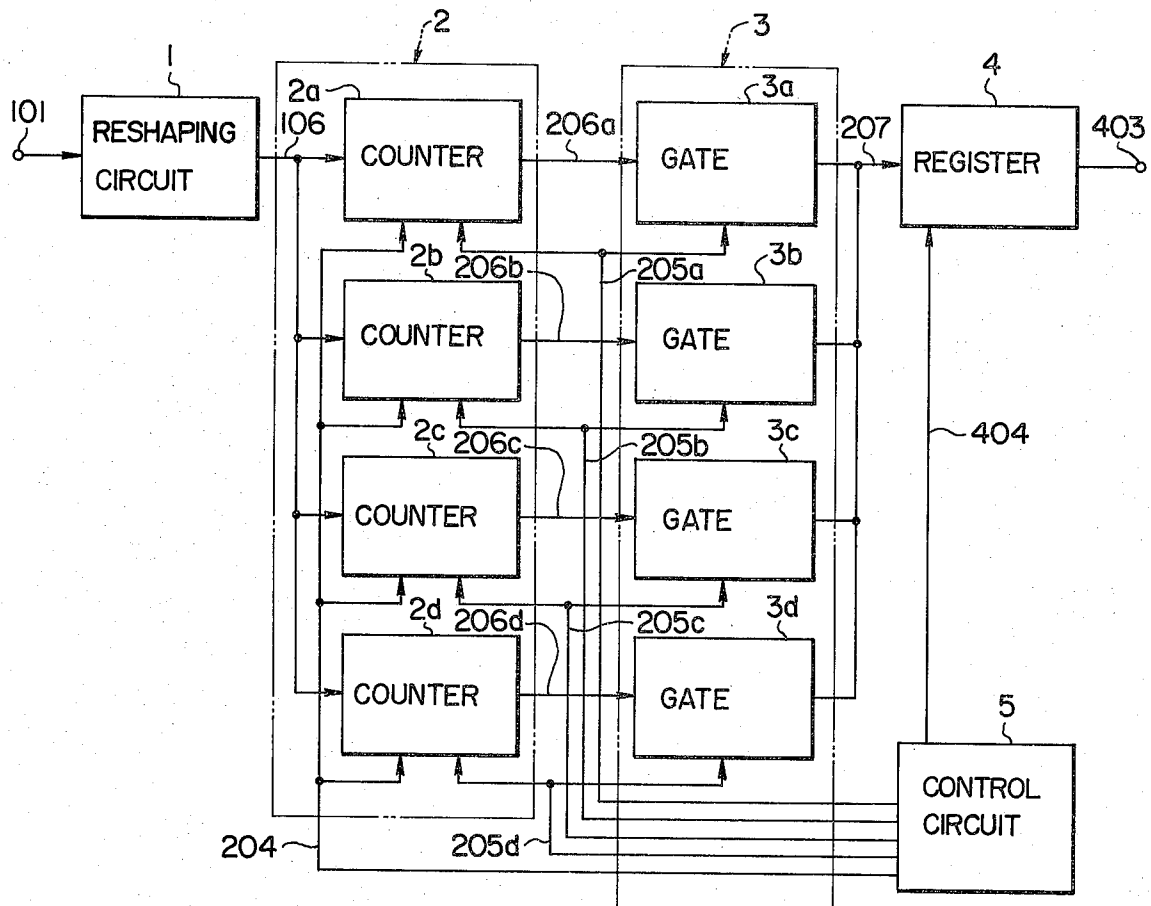 2
3
1
2a
3a
4
101
RESHAPING
CIRCUIT
106
COUNTER
206a
GATE
207
REGISTER
403
2b
206b
205a
3b
COUNTER
GATE
2c
206c
205b
3c
404
COUNTER
GATE
2d
206d
205c
3d
COUNTER
GATE
5
CONTROL
CIRCUIT
204
205d